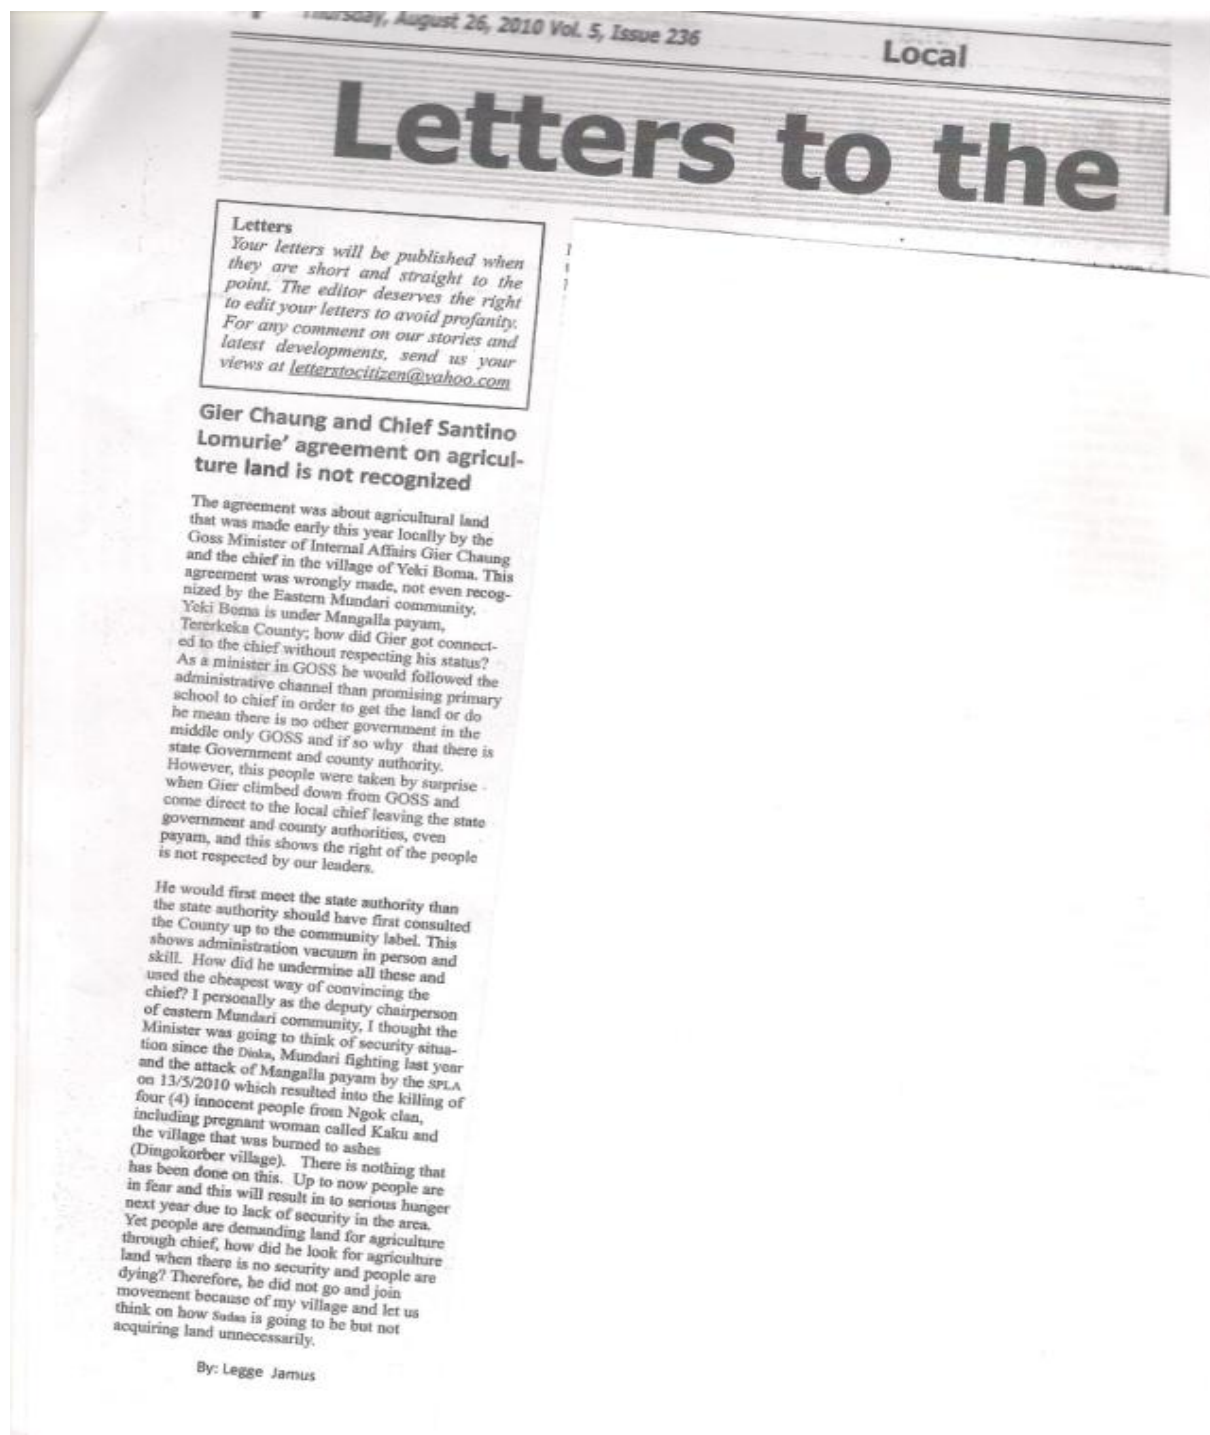 Thursday, August 26, 2010 Vol. 5, Issue 236
Local
Letters to the
Letters
Your letters will be published when
they are short and straight to the
point. The editor deserves the right
to edit your letters to avoid profanity.
For any comment on our stories and
latest developments, send us your
views at letterstocitizen@yahoo.com
Gier Chaung and Chief Santino
Lomurie’ agreement on agricul-
ture land is not recognized
The agreement was about agricultural land
that was made early this year locally by the
Goss Minister of Internal Affairs Gier Chaung
and the chief in the village of Yeki Boma. This
agreement was wrongly made, not even recog-
nized by the Eastern Mundari community.
Yeki Boma is under Mangalla payam,
Tererkeka County; how did Gier got connect-
ed to the chief without respecting his status?
As a minister in GOSS he would followed the
administrative channel than promising primary
school to chief in order to get the land or do
he mean there is no other government in the
middle only GOSS and if so why  that there is
state Government and county authority.
However, this people were taken by surprise
when Gier climbed down from GOSS and
come direct to the local chief leaving the state
government and county authorities, even
payam, and this shows the right of the people
is not respected by our leaders.
He would first meet the state authority than
the state authority should have first consulted
the County up to the community label. This
shows administration vacuum in person and
skill.  How did he undermine all these and
used the cheapest way of convincing the
chief? I personally as the deputy chairperson
of eastern Mundari community, I thought the
Minister was going to think of security situa-
tion since the Dinka, Mundari fighting last year
and the attack of Mangalla payam by the SPLA
on 13/5/2010 which resulted into the killing of
four (4) innocent people from Ngok clan,
including pregnant woman called Kaku and
the village that was burned to ashes
(Dingokorber village).   There is nothing that
has been done on this.  Up to now people are
in fear and this will result in to serious hunger
next year due to lack of security in the area.
Yet people are demanding land for agriculture
through chief, how did he look for agriculture
land when there is no security and people are
dying? Therefore, he did not go and join
movement because of my village and let us
think on how Sudan is going to be but not
acquiring land unnecessarily.
By: Legge  Jamus